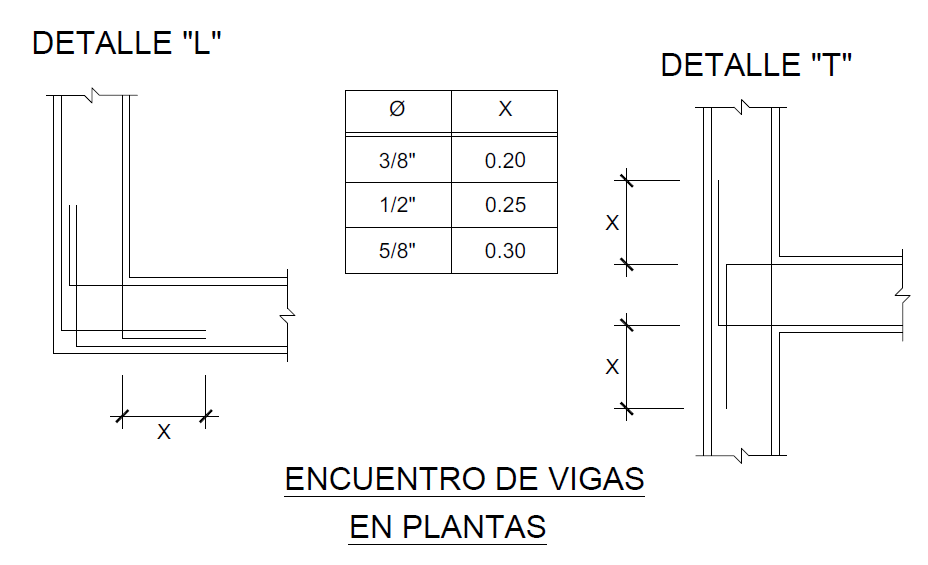 DETALLE "L"
DETALLE "T"
Ø X
3/8" 0.20
1/2" 0.25
5/8" 0.30
X
X
X
ENCUENTRO DE VIGAS
EN PLANTAS